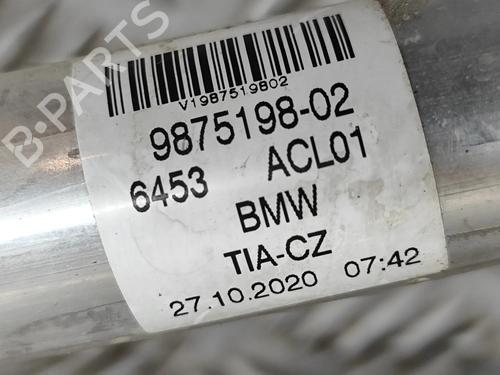 V1987519802
9875198-02
6453 ACL01
BMW
TIA-CZ
27.10.2020 07:42
B-PARTS